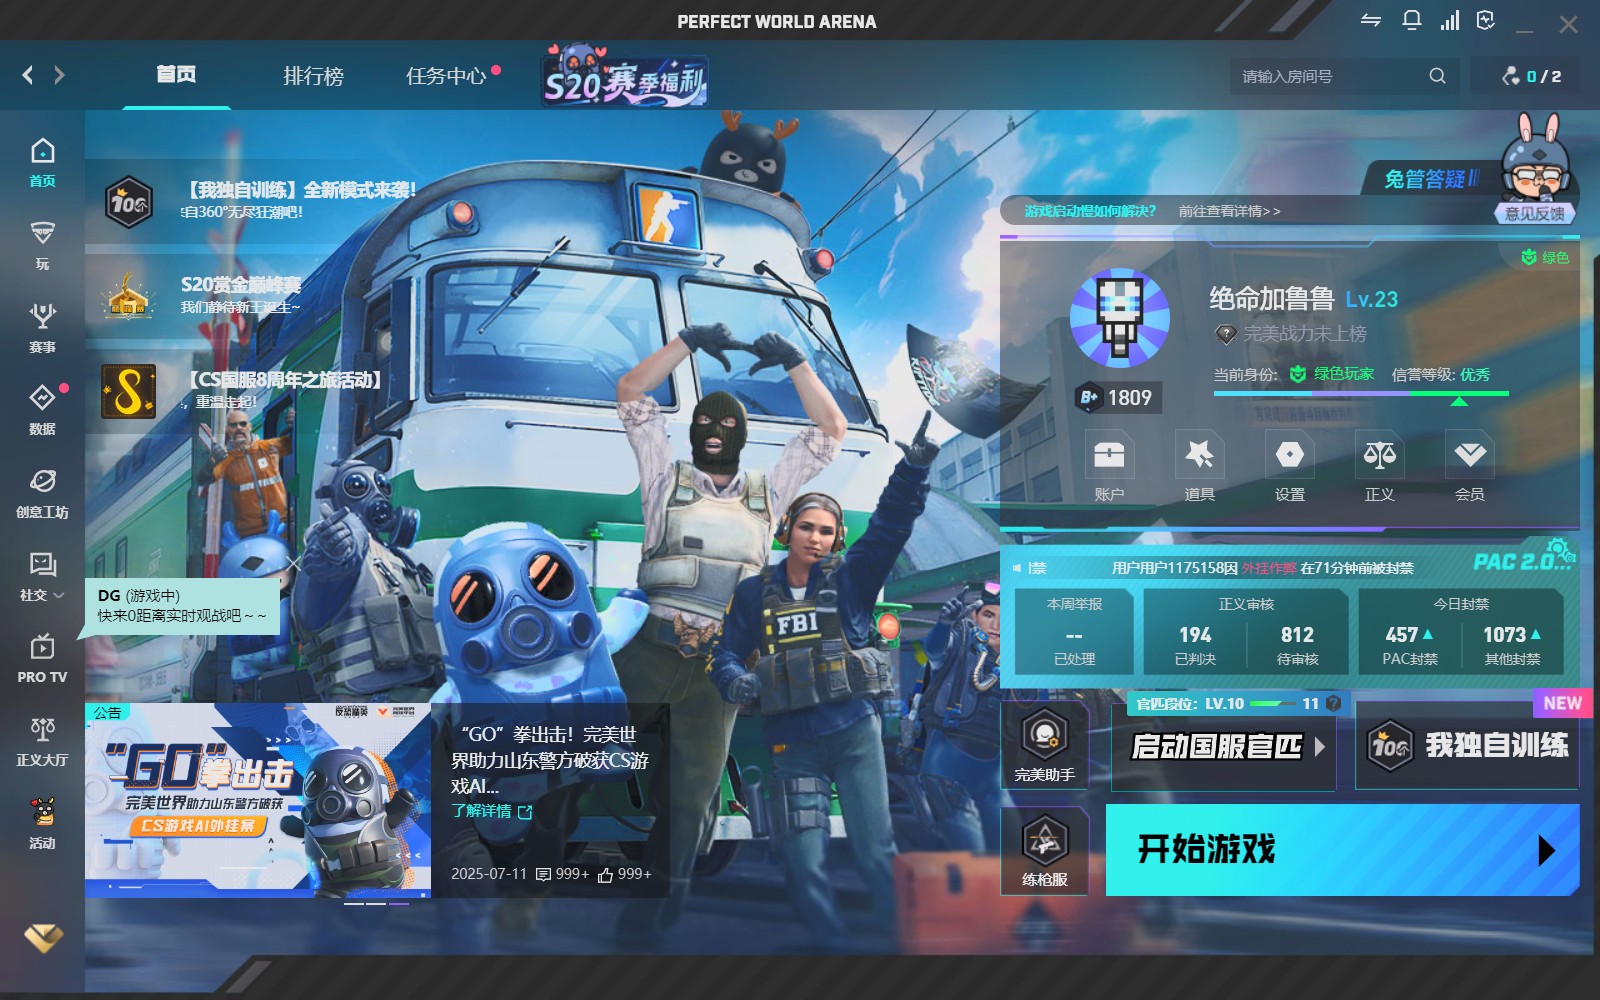 PERFECT WORLD ARENA
首页
排行榜
任务中心
S20赛季福利
请输入房间号
0 / 2
首页
玩
赛事
数据
创意工坊
社交
PRO TV
正义大厅
活动
【我独自训练】全新模式来袭!
自360°无尽狂潮吧!
S20赏金巅峰赛
我们静待新王诞生~
【CS国服8周年之旅活动】
，重温走起!
DG (游戏中)
快来0距离实时观战吧～～
FBI
兔管答疑
意见反馈
游戏启动慢如何解决?
前往查看详情>>
绿色
绝命加鲁鲁 Lv.23
完美战力未上榜
当前身份: 绿色玩家 信誉等级: 优秀
B+ 1809
账户
道具
设置
正义
会员
PAC 2.0...
禁
用户用户1175158因 外挂作弊 在71分钟前被封禁
本周举报
--
已处理
正义审核
194
已判决
812
待审核
今日封禁
457
PAC封禁
1073
其他封禁
公告
"GO"拳出击
完美世界助力山东警方破获
CS游戏AI外挂案
“GO”拳出击！完美世
界助力山东警方破获CS游
戏AI...
了解详情
2025-07-11 999+ 999+
完美助手
官匹段位: LV.10 11 ?
启动国服官匹
NEW
100
我独自训练
练枪服
开始游戏